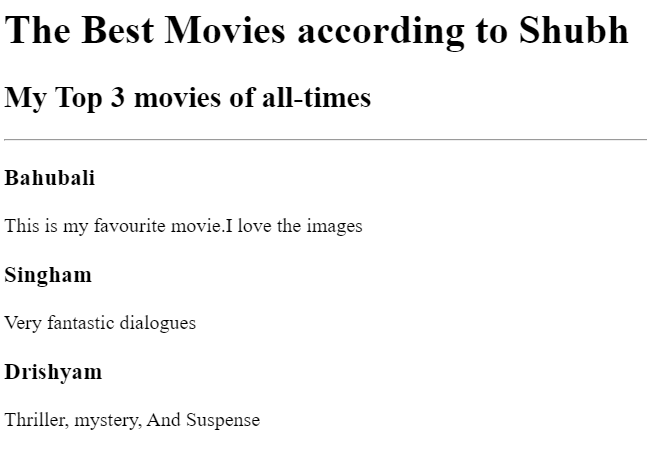 The Best Movies according to Shubh
My Top 3 movies of all-times
Bahubali
This is my favourite movie.I love the images
Singham
Very fantastic dialogues
Drishyam
Thriller, mystery, And Suspense